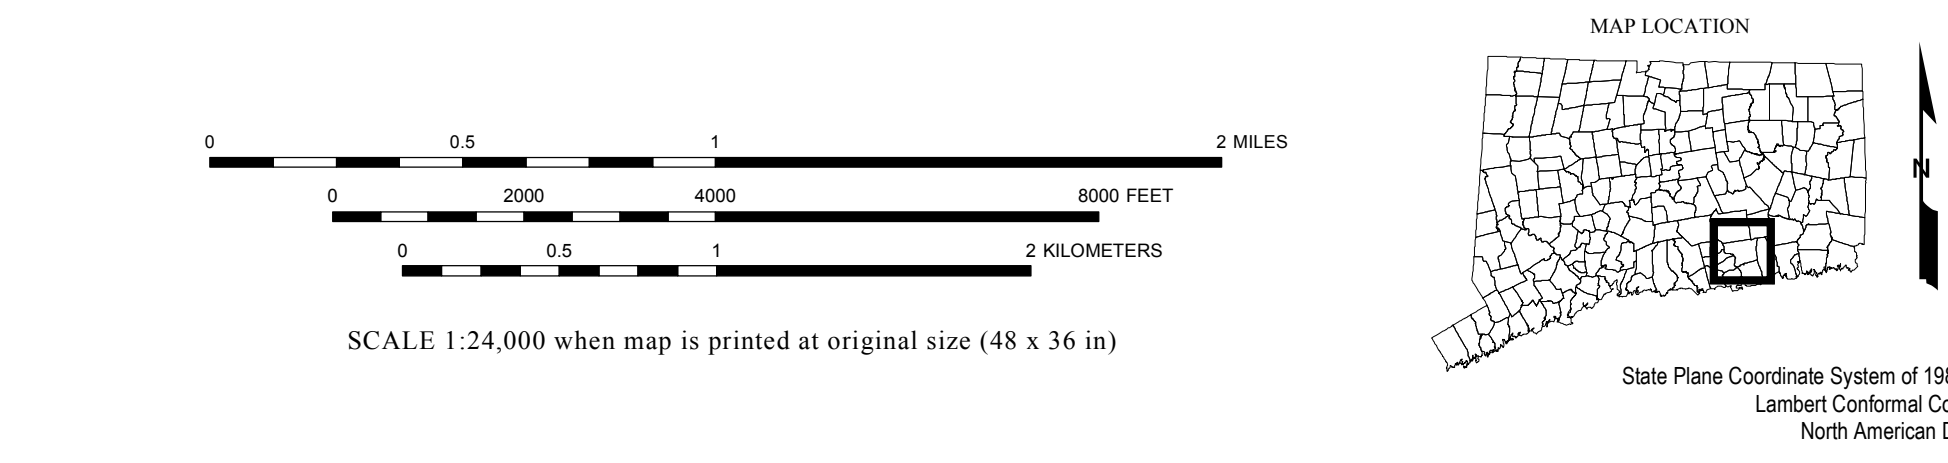 MAP LOCATION
0 0.5 1 2 MILES
0 2000 4000 8000 FEET
N
0 0.5 1 2 KILOMETERS
SCALE 1:24,000 when map is printed at original size (48 x 36 in)
State Plane Coordinate System of 198
Lambert Conformal Co
North American D